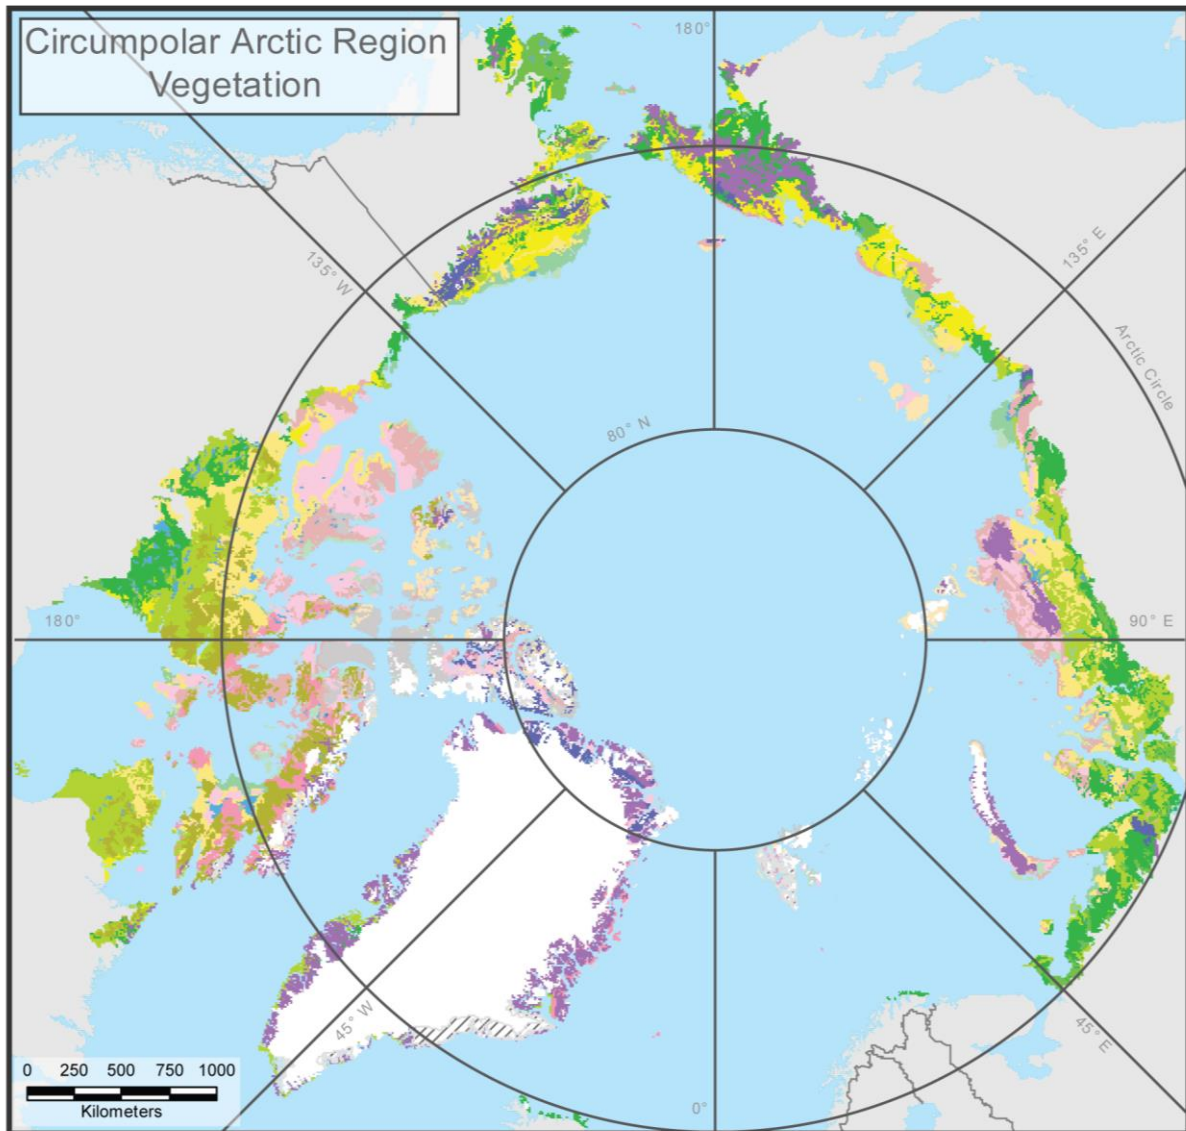 Circumpolar Arctic Region
Vegetation
180°
135° W
135° E
Arctic Circle
80° N
180°
90° E
45° W
45° E
0°
0 250 500 750 1000
Kilometers